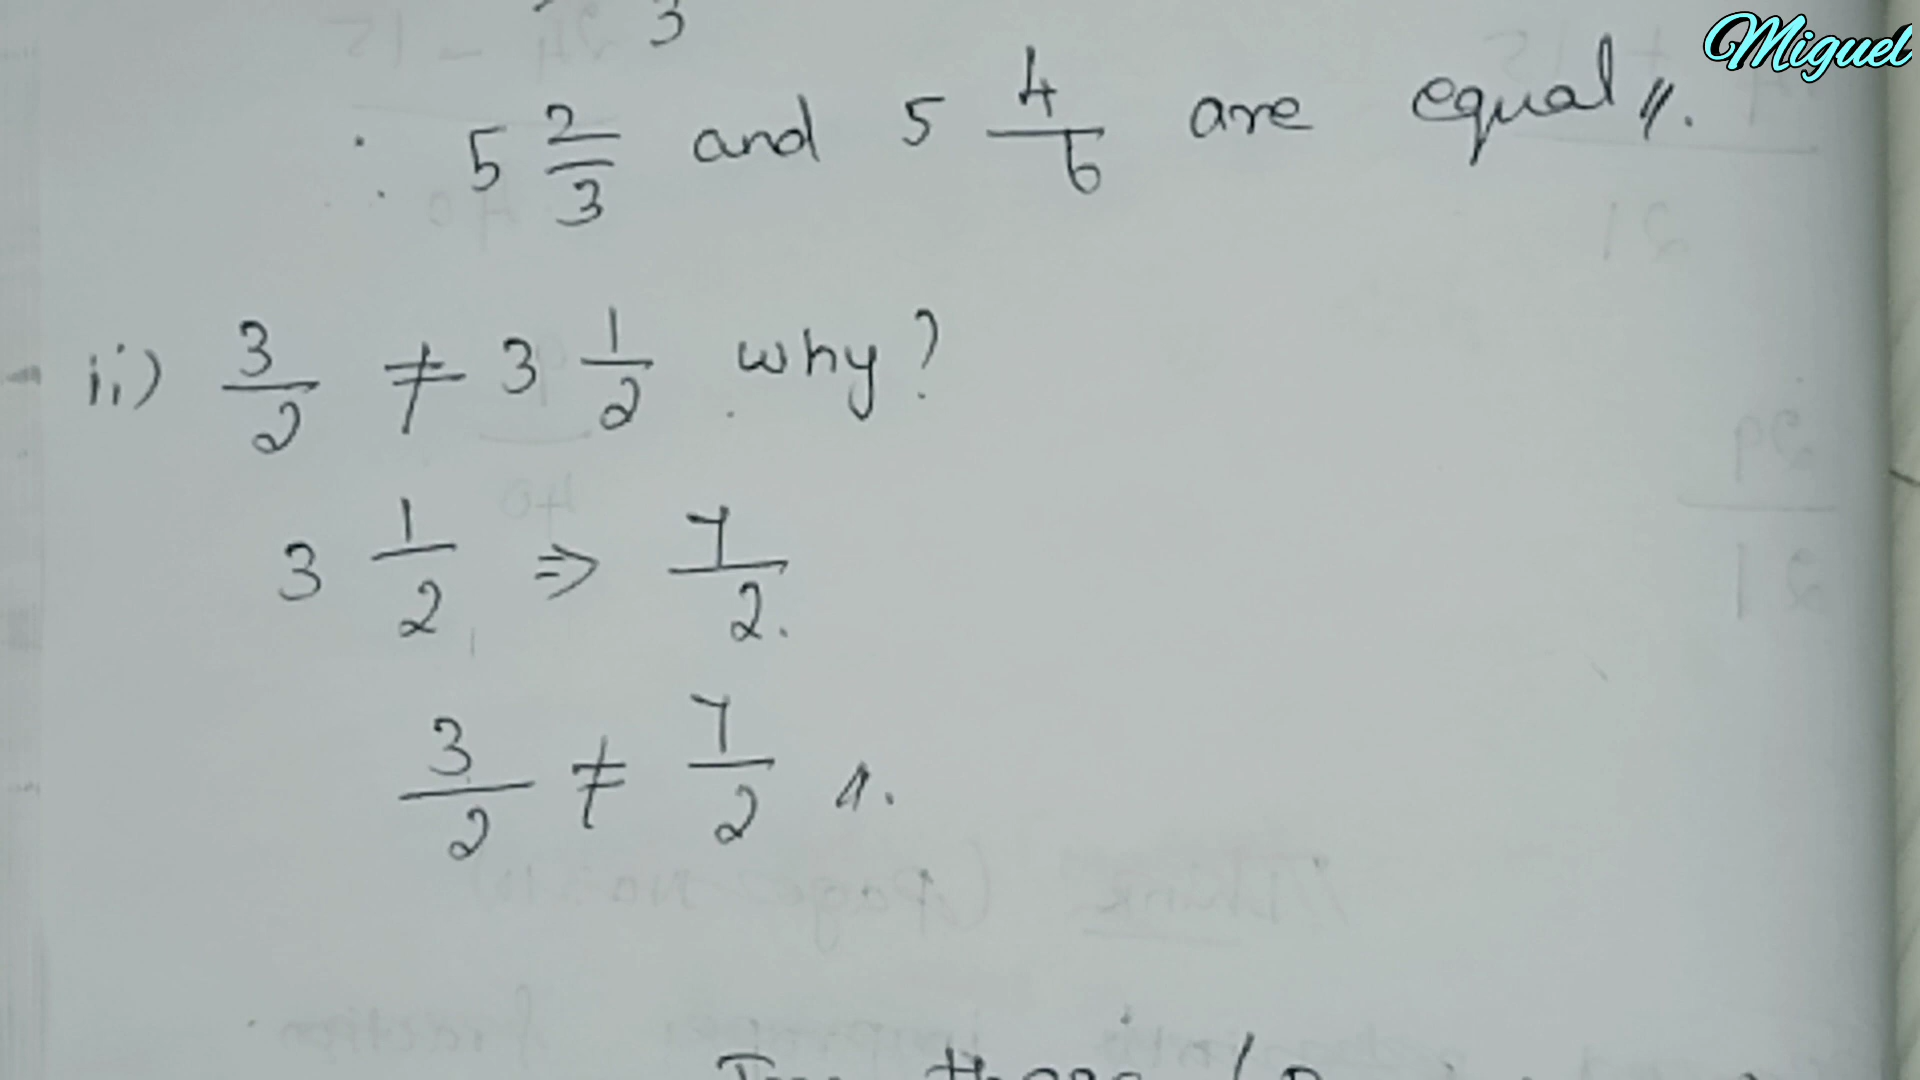 Miguel
3
∴ 5 2/3 and 5 4/6 are equal //.
ii) 3/2 ≠ 3 1/2 . why?
3 1/2 ⇒ 7/2.
3/2 ≠ 7/2 //.